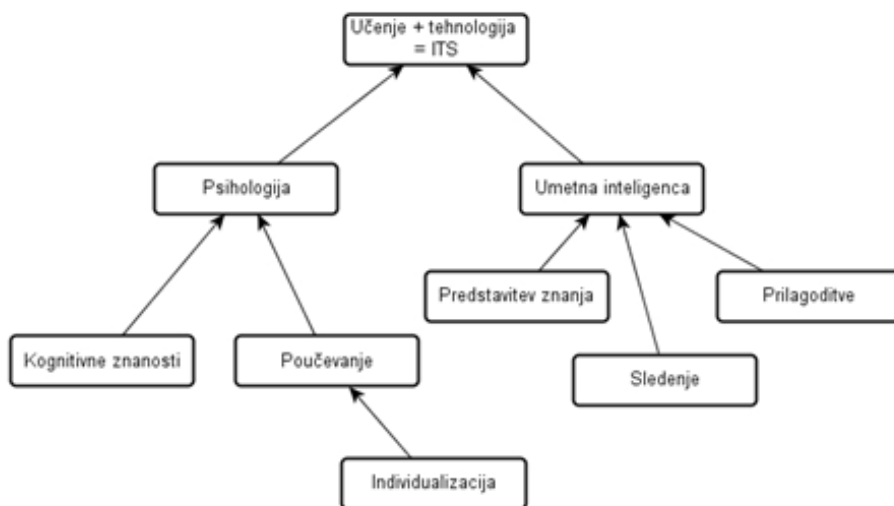 Učenje + tehnologija
= ITS
Psihologija
Umetna inteligenca
Predstavitev znanja
Prilagoditve
Kognitivne znanosti
Poučevanje
Sledenje
Individualizacija